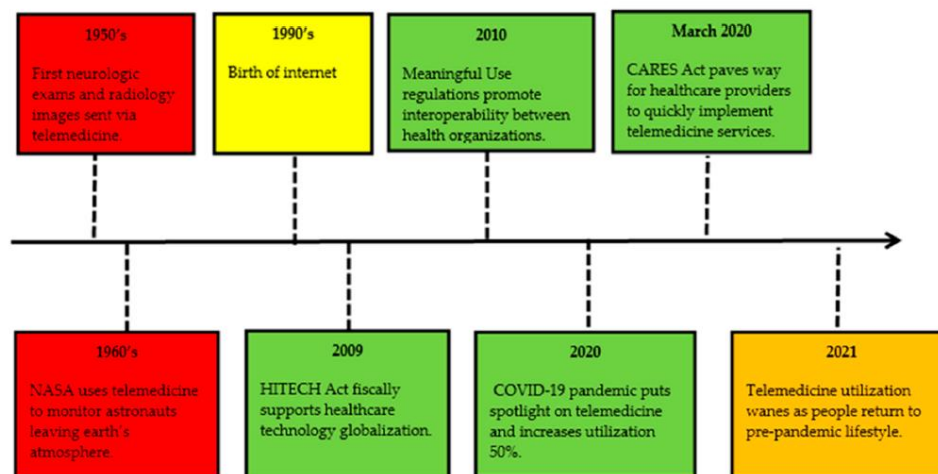 1950's
First neurologic
exams and radiology
images sent via
telemedicine.
1990's
Birth of internet
2010
Meaningful Use
regulations promote
interoperability between
health organizations.
March 2020
CARES Act paves way
for healthcare providers
to quickly implement
telemedicine services.
1960's
NASA uses telemedicine
to monitor astronauts
leaving earth's
atmosphere.
2009
HITECH Act fiscally
supports healthcare
technology globalization.
2020
COVID-19 pandemic puts
spotlight on telemedicine
and increases utilization
50%.
2021
Telemedicine utilization
wanes as people return to
pre-pandemic lifestyle.